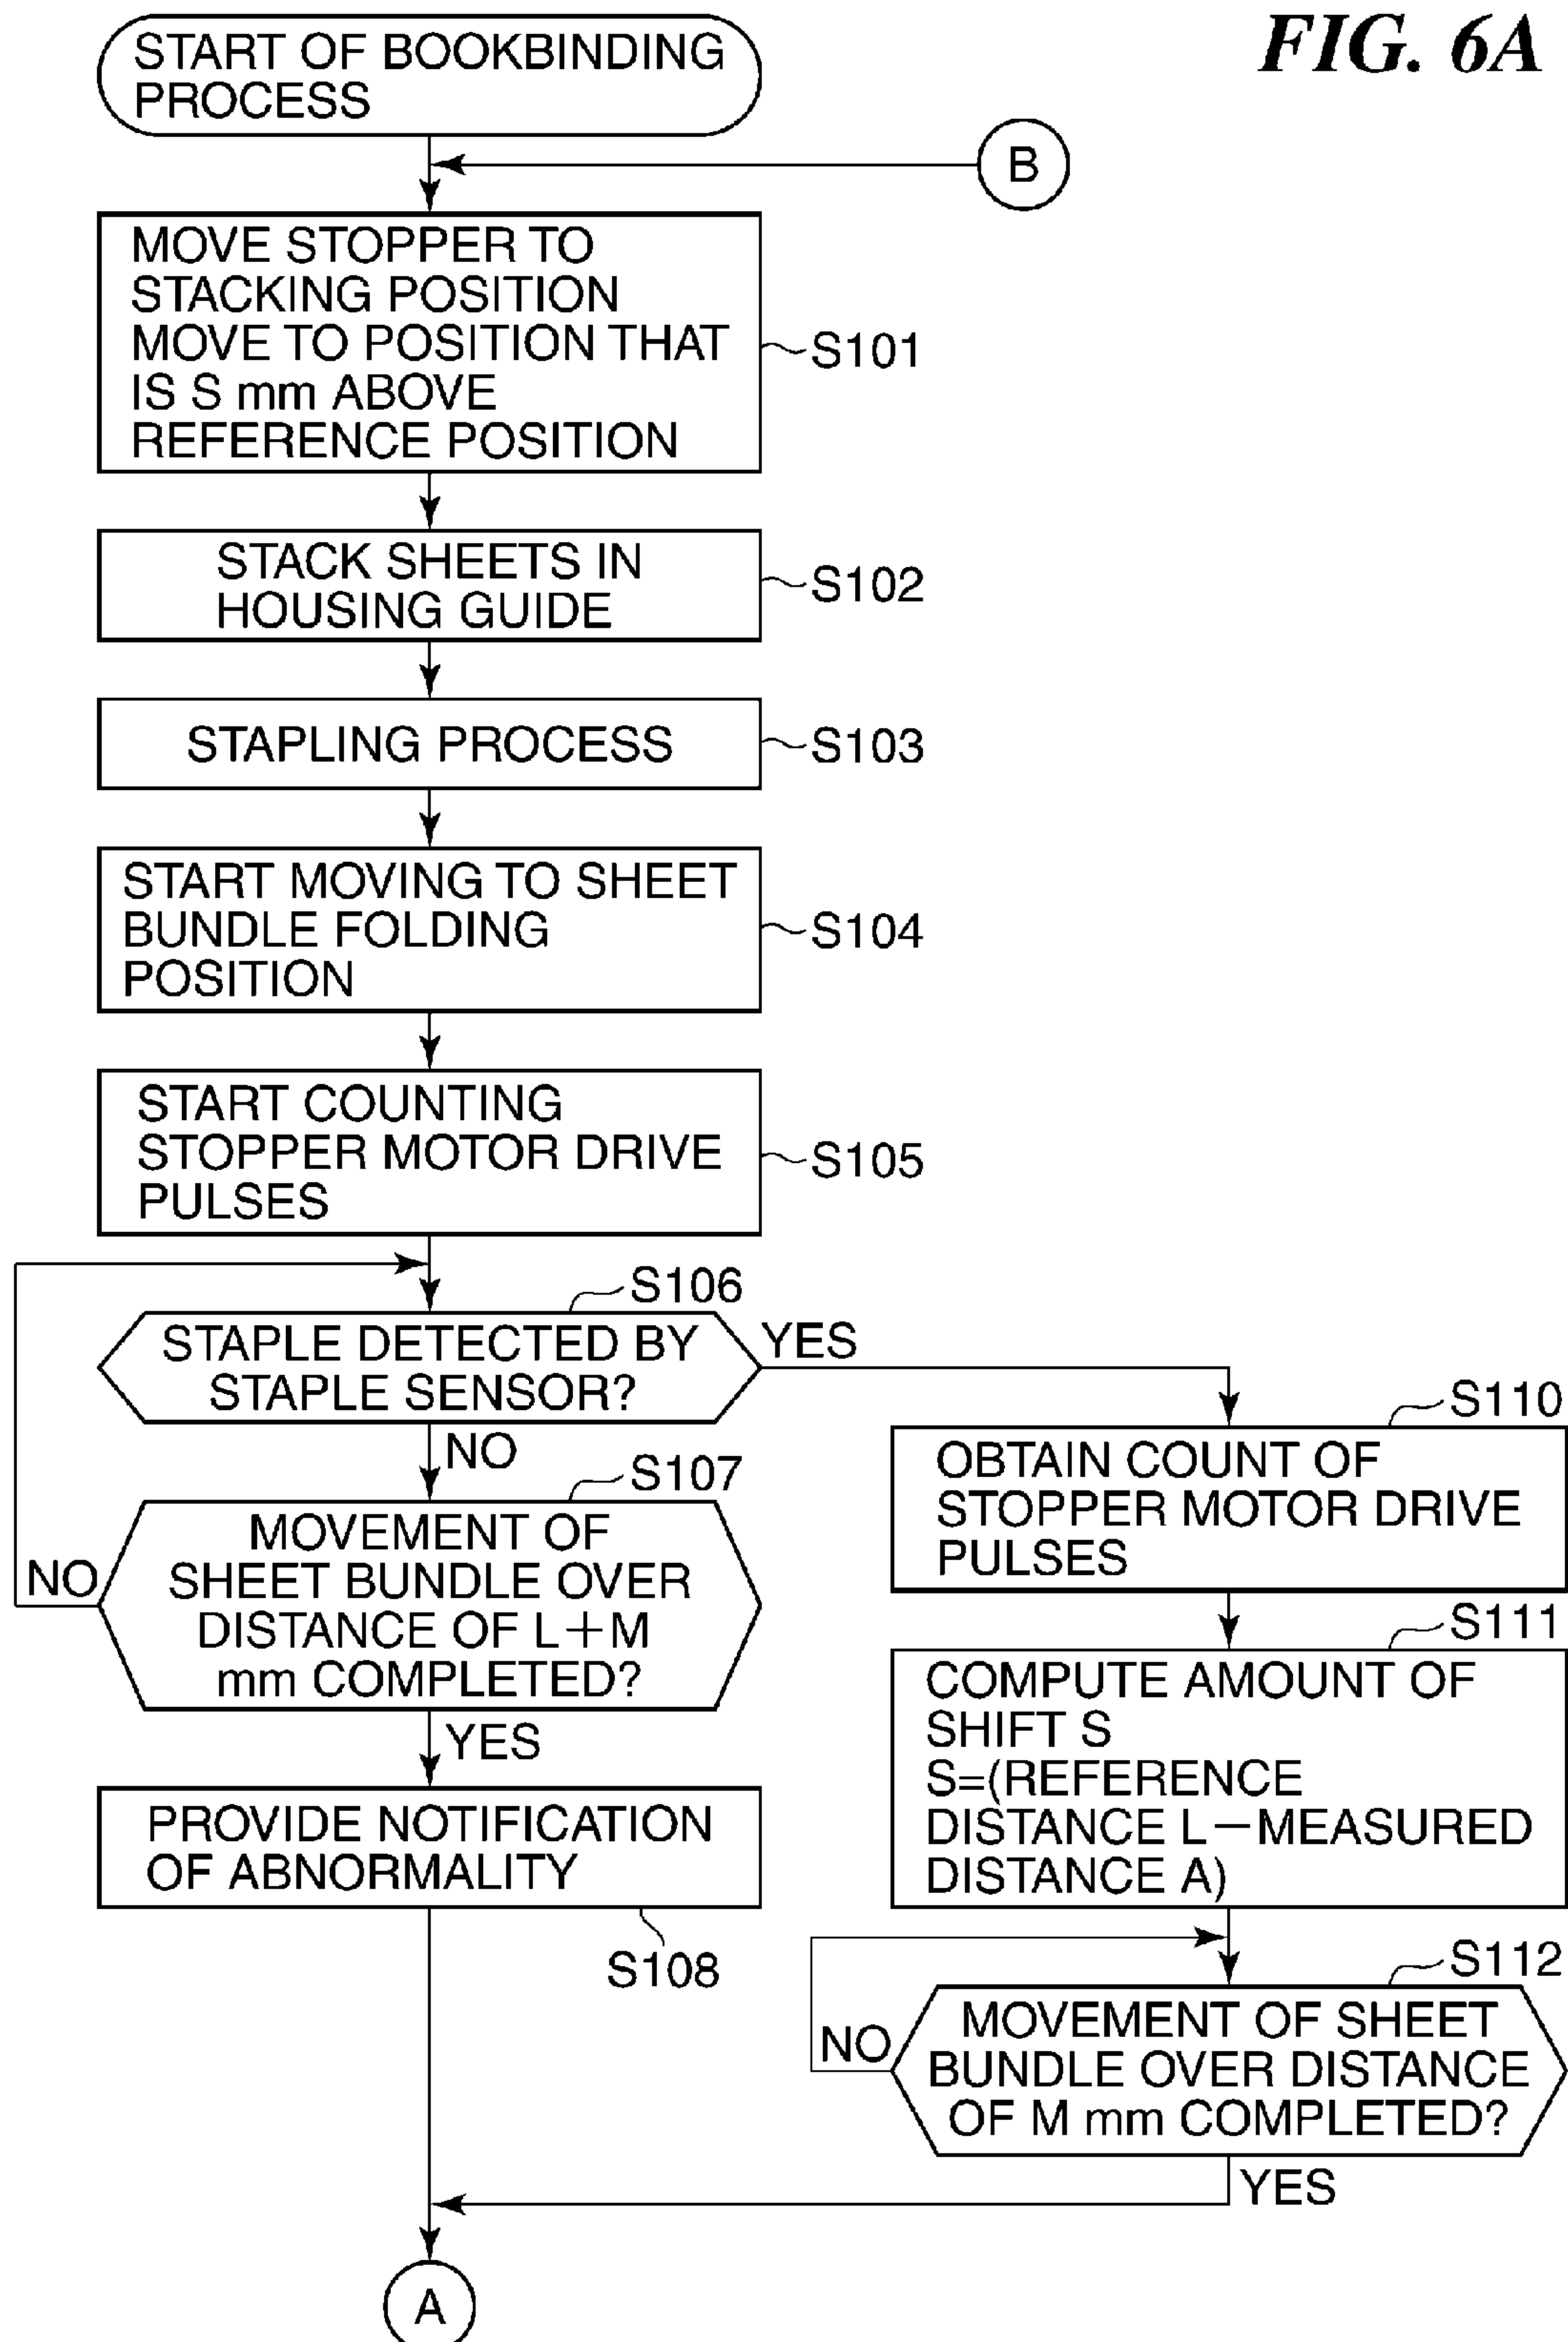 FIG. 6A
START OF BOOKBINDING
PROCESS
B
MOVE STOPPER TO
STACKING POSITION
MOVE TO POSITION THAT
IS S mm ABOVE
REFERENCE POSITION
S101
STACK SHEETS IN
HOUSING GUIDE
S102
STAPLING PROCESS
S103
START MOVING TO SHEET
BUNDLE FOLDING
POSITION
S104
START COUNTING
STOPPER MOTOR DRIVE
PULSES
S105
S106
STAPLE DETECTED BY
STAPLE SENSOR?
YES
NO
S107
MOVEMENT OF
SHEET BUNDLE OVER
DISTANCE OF L+M
mm COMPLETED?
NO
YES
PROVIDE NOTIFICATION
OF ABNORMALITY
S108
S110
OBTAIN COUNT OF
STOPPER MOTOR DRIVE
PULSES
S111
COMPUTE AMOUNT OF
SHIFT S
S=(REFERENCE
DISTANCE L−MEASURED
DISTANCE A)
S112
MOVEMENT OF SHEET
BUNDLE OVER DISTANCE
OF M mm COMPLETED?
NO
YES
A